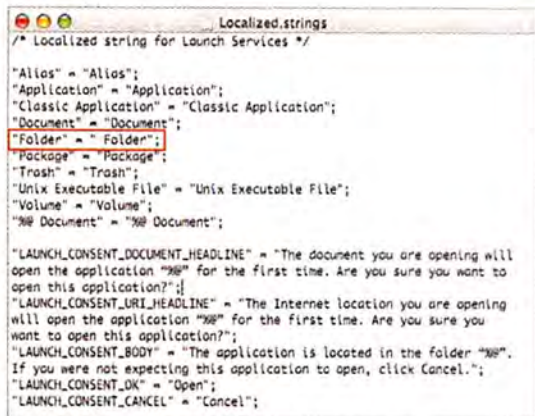 Localized.strings
/* Localized string for Launch Services */
"Alias" = "Alias";
"Application" = "Application";
"Classic Application" = "Classic Application";
"Document" = "Document";
"Folder" = " Folder";
"Package" = "Package";
"Trash" = "Trash";
"Unix Executable File" = "Unix Executable File";
"Volume" = "Volume";
"%@ Document" = "%@ Document";
"LAUNCH_CONSENT_DOCUMENT_HEADLINE" = "The document you are opening will
open the application “%@” for the first time. Are you sure you want to
open this application?";
"LAUNCH_CONSENT_URI_HEADLINE" = "The Internet location you are opening
will open the application “%@” for the first time. Are you sure you
want to open this application?";
"LAUNCH_CONSENT_BODY" = "The application is located in the folder “%@”.
If you were not expecting this application to open, click Cancel.";
"LAUNCH_CONSENT_OK" = "Open";
"LAUNCH_CONSENT_CANCEL" = "Cancel";